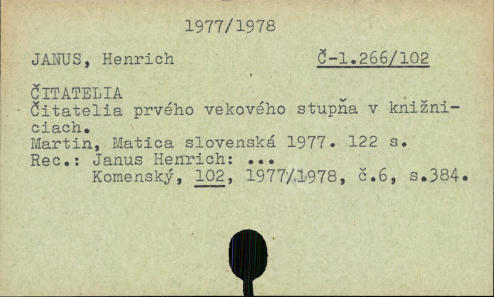 1977/1978
JANUS, Henrich Č-1.266/102
ČITATELIA
Čitatelia prvého vekového stupňa v knižni-
ciach.
Martin, Matica slovenská 1977. 122 s.
Rec.: Janus Henrich: ...
Komenský, 102, 1977/1978, č.6, s.384.